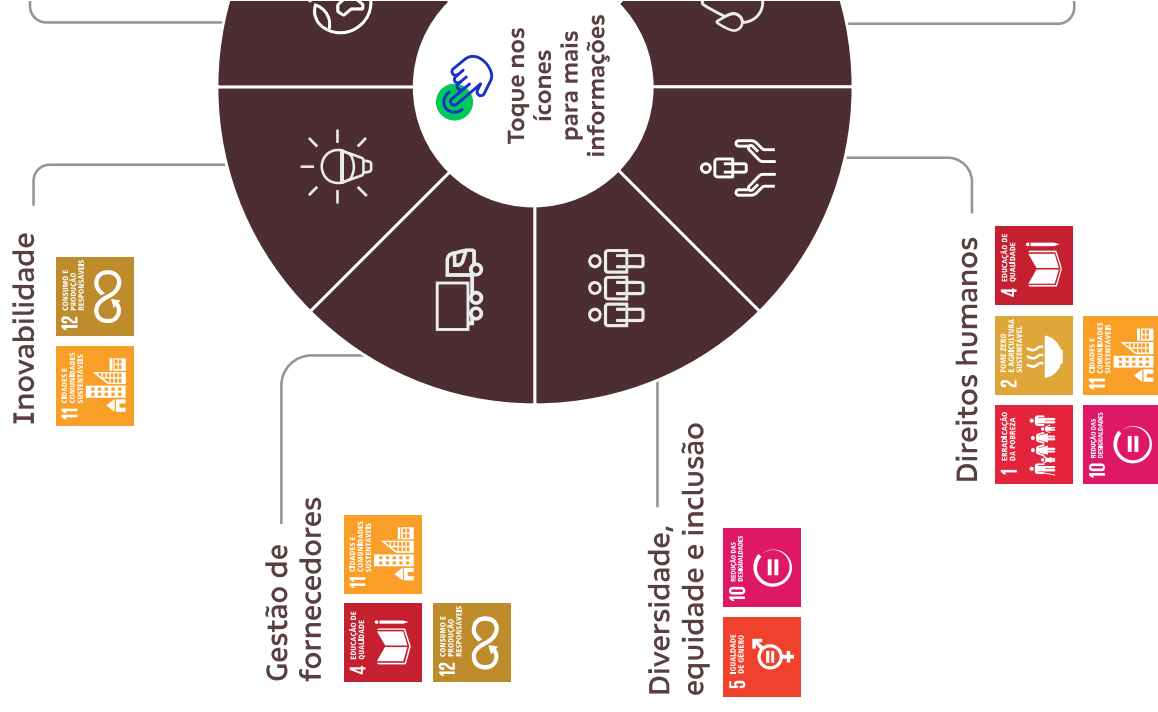 Toque nos
ícones
para mais
informações
Inovabilidade
11 CIDADES E
COMUNIDADES
SUSTENTÁVEIS
12 CONSUMO E
PRODUÇÃO
RESPONSÁVEIS
Gestão de
fornecedores
4 EDUCAÇÃO DE
QUALIDADE
11 CIDADES E
COMUNIDADES
SUSTENTÁVEIS
12 CONSUMO E
PRODUÇÃO
RESPONSÁVEIS
Diversidade,
equidade e inclusão
5 IGUALDADE
DE GÊNERO
10 REDUÇÃO DAS
DESIGUALDADES
Direitos humanos
1 ERRADICAÇÃO
DA POBREZA
2 FOME ZERO
E AGRICULTURA
SUSTENTÁVEL
4 EDUCAÇÃO DE
QUALIDADE
10 REDUÇÃO DAS
DESIGUALDADES
11 CIDADES E
COMUNIDADES
SUSTENTÁVEIS